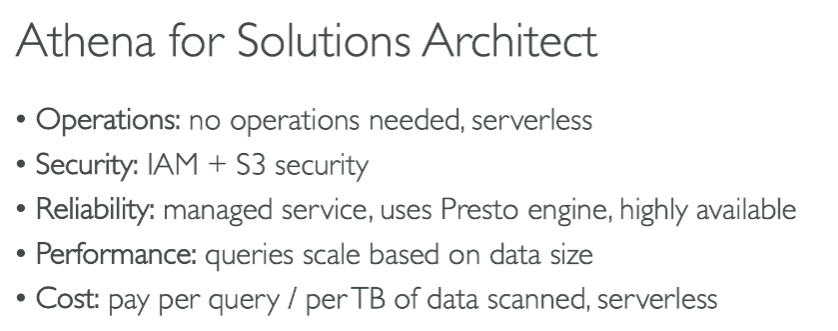 Athena for Solutions Architect
• Operations: no operations needed, serverless
• Security: IAM + S3 security
• Reliability: managed service, uses Presto engine, highly available
• Performance: queries scale based on data size
• Cost: pay per query / per TB of data scanned, serverless